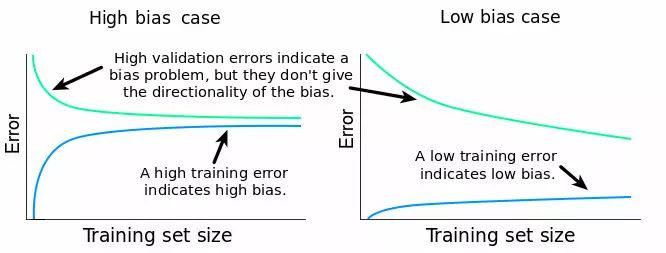 High bias case
Low bias case
High validation errors indicate a
bias problem, but they don't give
the directionality of the bias.
Error
A high training error
indicates high bias.
Training set size
Error
A low training error
indicates low bias.
Training set size